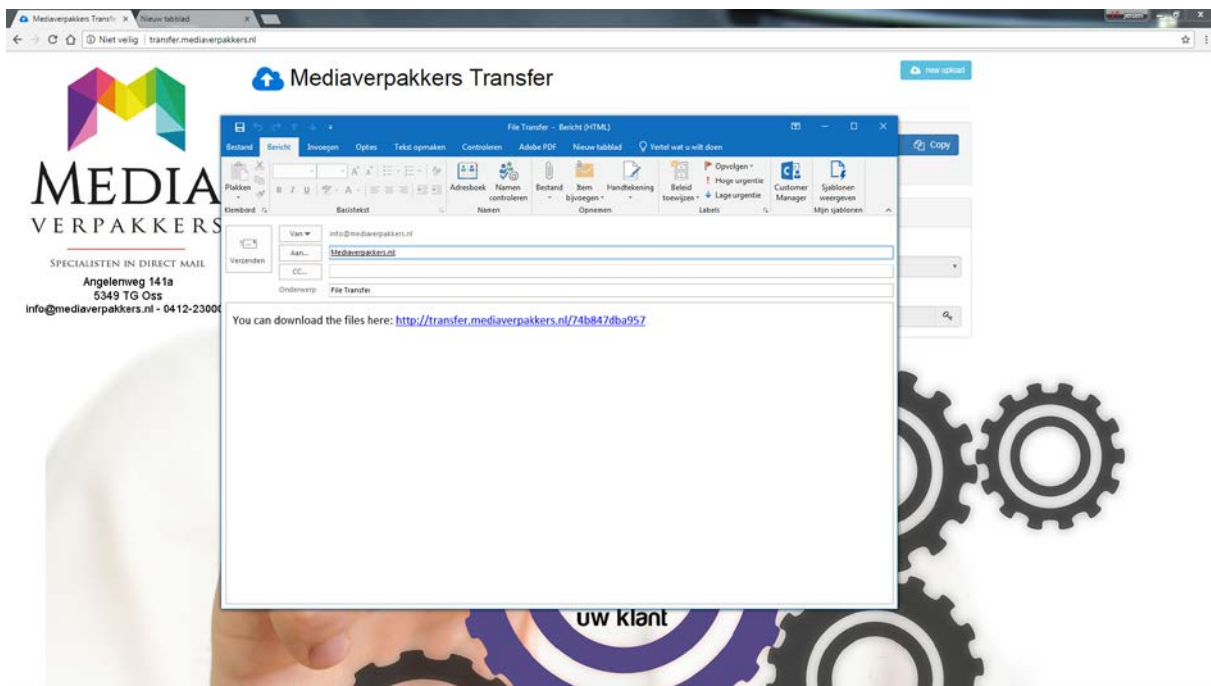 Mediaverpakkers Transfe
Nieuw tabblad
Niet veilig | transfer.mediaverpakkers.nl
Mediaverpakkers Transfer
new upload
Copy
MEDIA
VERPAKKERS
SPECIALISTEN IN DIRECT MAIL
Angelenweg 141a
5349 TG Oss
info@mediaverpakkers.nl - 0412-23000
File Transfer – Bericht (HTML)
Bestand Bericht Invoegen Opties Tekst opmaken Controleren Adobe PDF Nieuw tabblad Vertel wat u wilt doen
Plakken
B I U
Adresboek Namen controleren
Bestand Item bijvoegen Handtekening
Beleid toewijzen
Opvolgen
Hoge urgentie
Lage urgentie
Customer Manager
Sjablonen weergeven
Klembord Basistekst Namen Opnemen Labels Mijn sjablonen
Verzenden
Van info@mediaverpakkers.nl
Aan... Mediaverpakkers.nl;
CC...
Onderwerp File Transfer
You can download the files here: http://transfer.mediaverpakkers.nl/74b847dba957
uw klant